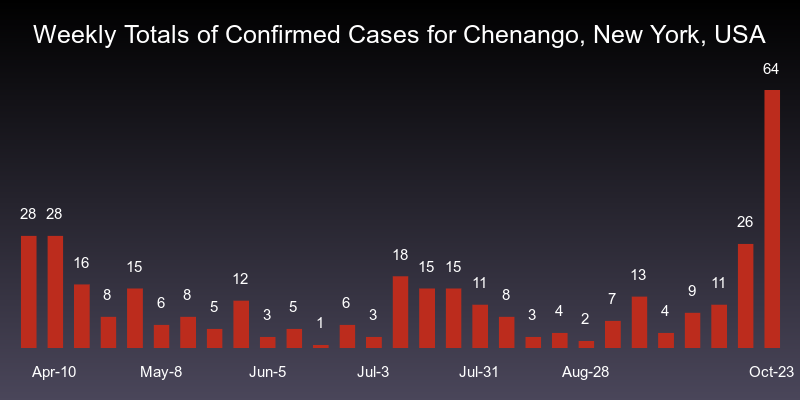 Weekly Totals of Confirmed Cases for Chenango, New York, USA
64
28 28 16 8 15 6 8 5 12 3 5 1 6 3 18 15 15 11 8 3 4 2 7 13 4 9 11 26
Apr-10 May-8 Jun-5 Jul-3 Jul-31 Aug-28 Oct-23